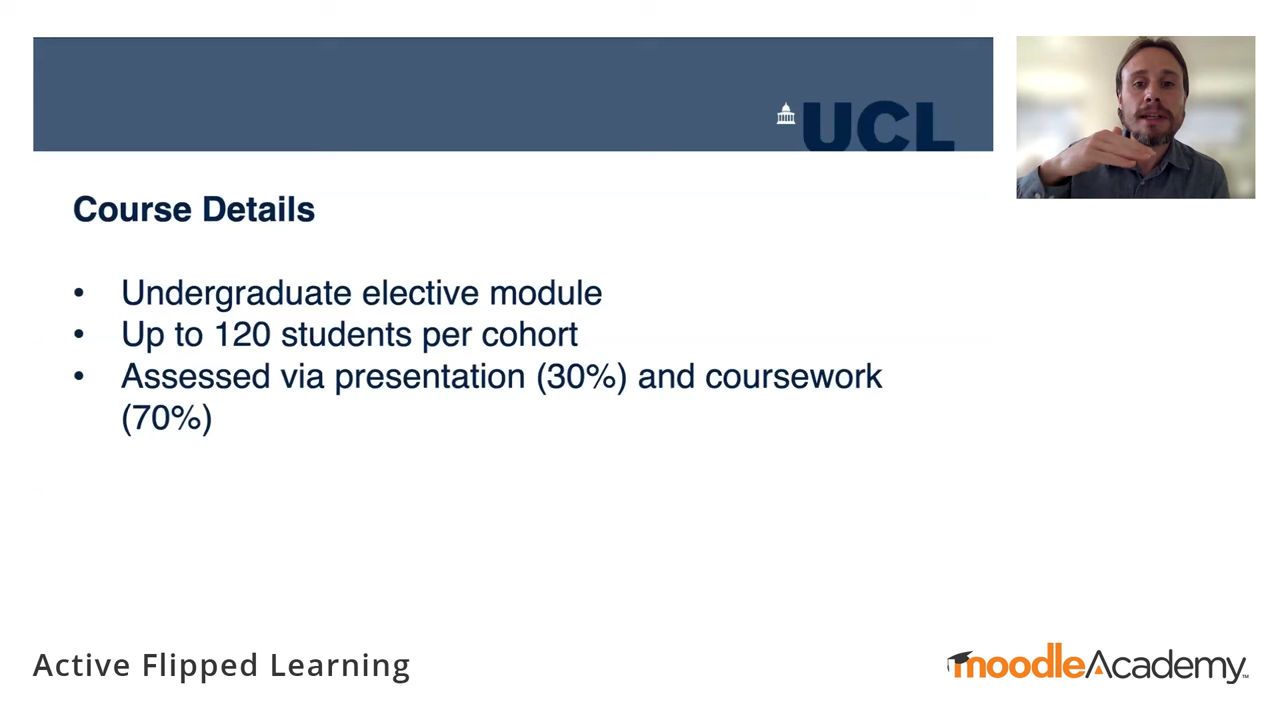 UCL
Course Details
• Undergraduate elective module
• Up to 120 students per cohort
• Assessed via presentation (30%) and coursework
(70%)
Active Flipped Learning
moodleAcademy™